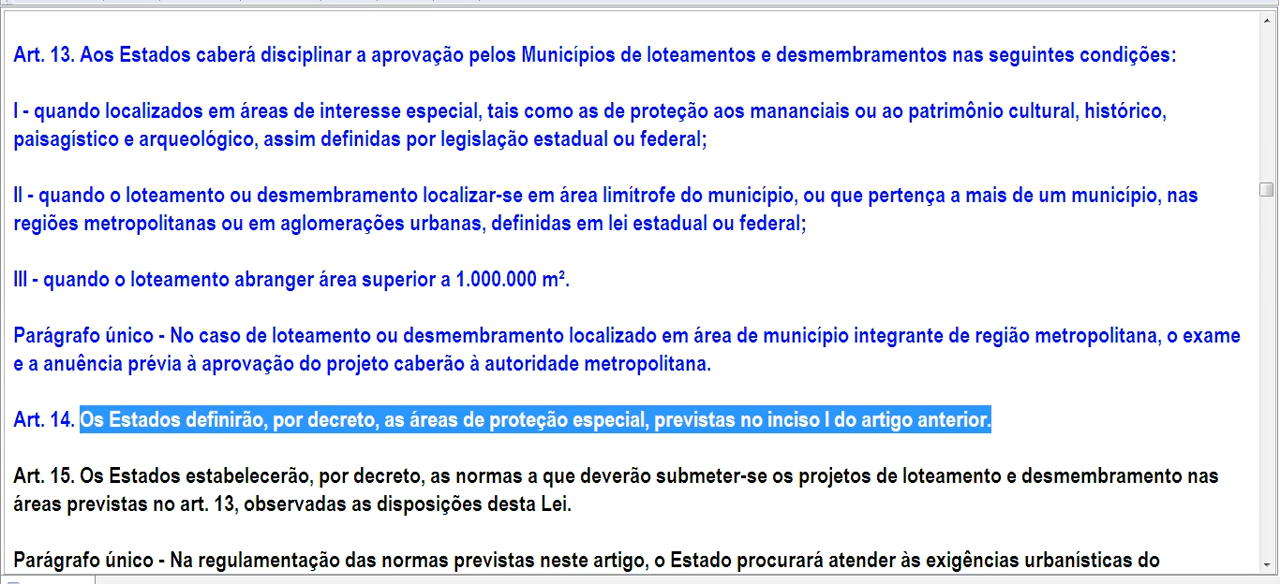 Art. 13. Aos Estados caberá disciplinar a aprovação pelos Municípios de loteamentos e desmembramentos nas seguintes condições:
I - quando localizados em áreas de interesse especial, tais como as de proteção aos mananciais ou ao patrimônio cultural, histórico,
paisagístico e arqueológico, assim definidas por legislação estadual ou federal;
II - quando o loteamento ou desmembramento localizar-se em área limítrofe do município, ou que pertença a mais de um município, nas
regiões metropolitanas ou em aglomerações urbanas, definidas em lei estadual ou federal;
III - quando o loteamento abranger área superior a 1.000.000 m².
Parágrafo único - No caso de loteamento ou desmembramento localizado em área de município integrante de região metropolitana, o exame
e a anuência prévia à aprovação do projeto caberão à autoridade metropolitana.
Art. 14. Os Estados definirão, por decreto, as áreas de proteção especial, previstas no inciso I do artigo anterior.
Art. 15. Os Estados estabelecerão, por decreto, as normas a que deverão submeter-se os projetos de loteamento e desmembramento nas
áreas previstas no art. 13, observadas as disposições desta Lei.
Parágrafo único - Na regulamentação das normas previstas neste artigo, o Estado procurará atender às exigências urbanísticas do